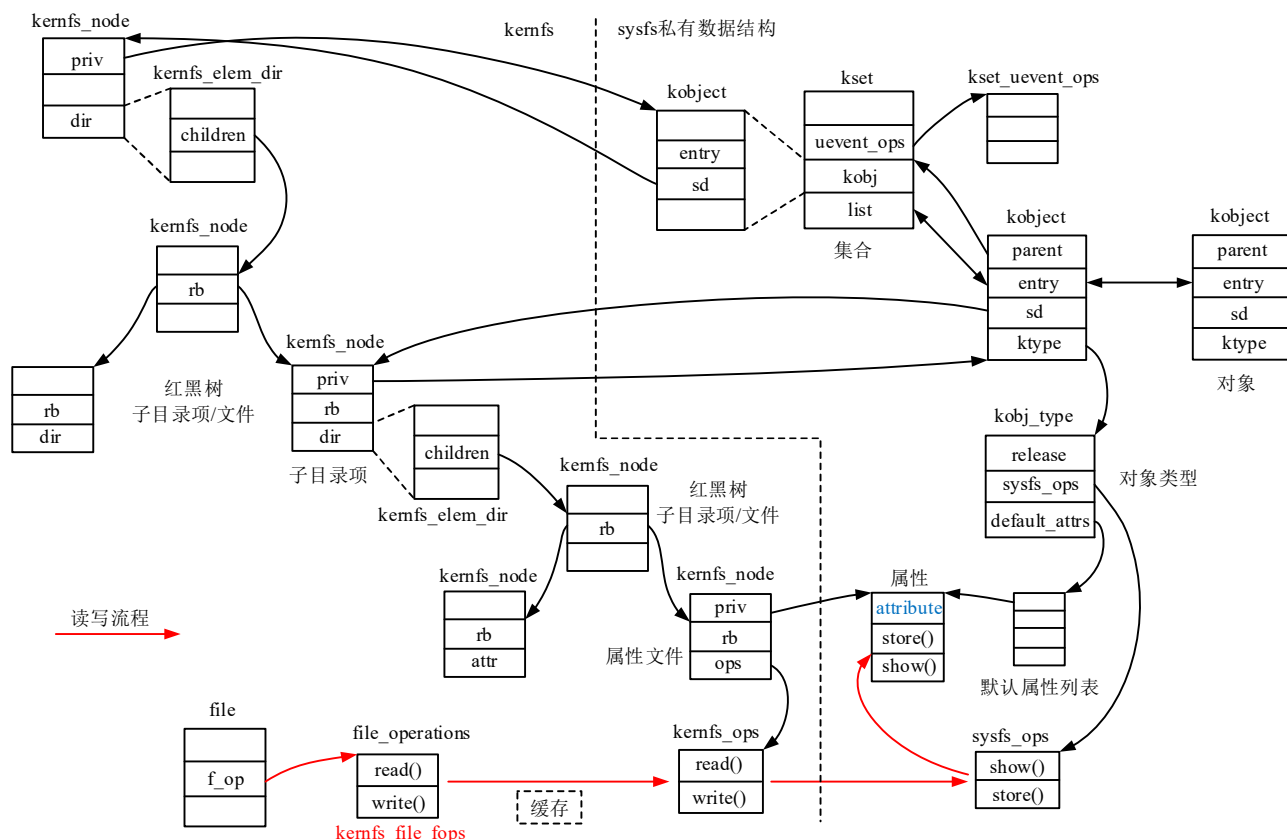 kernfs_node
priv
dir
kernfs_elem_dir
children
kernfs
sysfs私有数据结构
kobject
entry
sd
kset
uevent_ops
kobj
list
集合
kset_uevent_ops
kobject
parent
entry
sd
ktype
kobject
parent
entry
sd
ktype
对象
kernfs_node
rb
rb
dir
红黑树
子目录项/文件
kernfs_node
priv
rb
dir
子目录项
children
kernfs_elem_dir
kernfs_node
rb
红黑树
子目录项/文件
kobj_type
release
sysfs_ops
default_attrs
对象类型
kernfs_node
rb
attr
kernfs_node
priv
rb
ops
属性文件
属性
attribute
store()
show()
默认属性列表
读写流程
file
f_op
file_operations
read()
write()
kernfs_file_fops
缓存
kernfs_ops
read()
write()
sysfs_ops
show()
store()